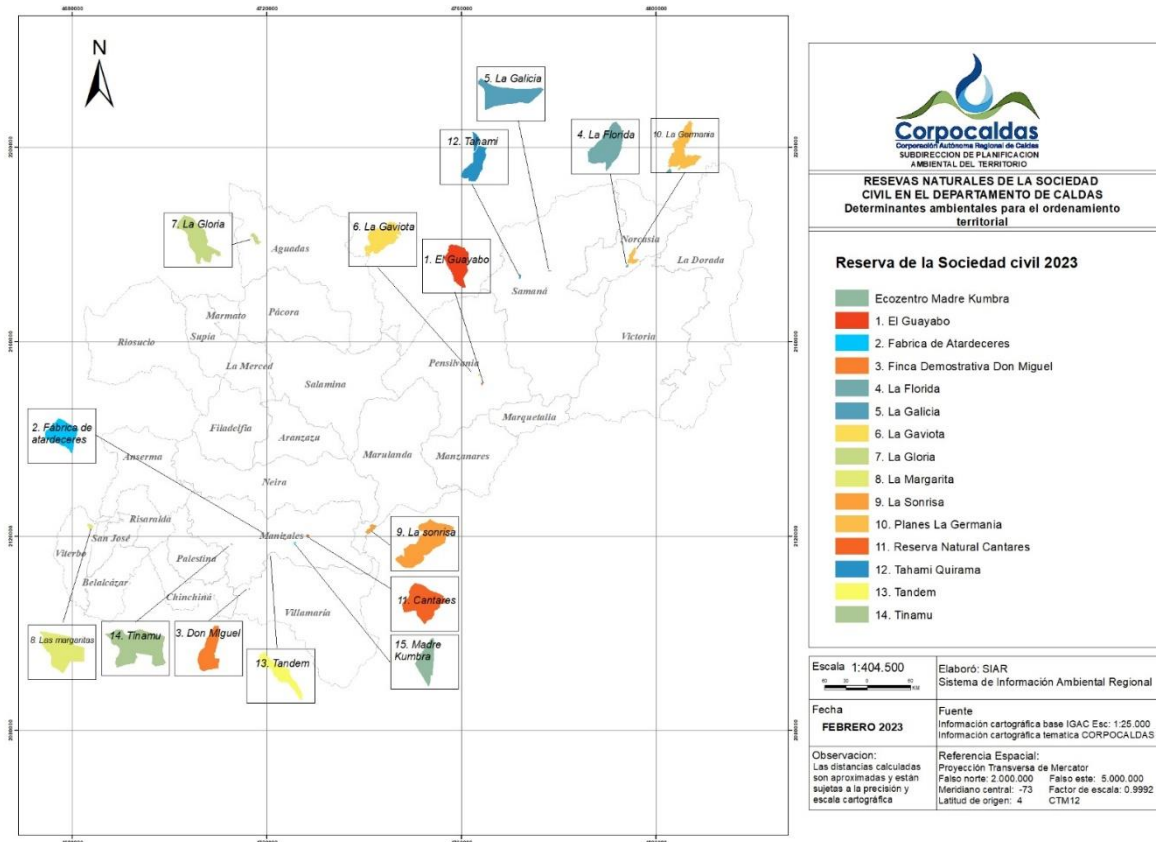 N
5. La Galicia
12. Tahami
4. La Florida
10. La Germania
7. La Gloria
6. La Gaviota
1. El Guayabo
Aguadas
Norcasia
La Dorada
Samaná
Marmato
Pácora
Supía
Riosucio
Victoria
La Merced
Pensilvania
Salamina
Marquetalia
2. Fabrica de
atardeceres
Filadelfia
Aranzazu
Anserma
Marulanda
Manzanares
Neira
Risaralda
San José
Manizales
9. La sonrisa
Viterbo
Palestina
Belalcázar
Chinchiná
Villamaría
11. Cantares
8. Las margaritas
14. Tinamu
3. Don MIguel
13. Tandem
15. Madre
Kumbra
Corpocaldas
Corporación Autónoma Regional de Caldas
SUBDIRECCION DE PLANIFICACION
AMBIENTAL DEL TERRITORIO
RESEVAS NATURALES DE LA SOCIEDAD
CIVIL EN EL DEPARTAMENTO DE CALDAS
Determinantes ambientales para el ordenamiento
territorial
Reserva de la Sociedad civil 2023
Ecozentro Madre Kumbra
1. El Guayabo
2. Fabrica de Atardeceres
3. Finca Demostrativa Don Miguel
4. La Florida
5. La Galicia
6. La Gaviota
7. La Gloria
8. La Margarita
9. La Sonrisa
10. Planes La Germania
11. Reserva Natural Cantares
12. Tahami Quirama
13. Tandem
14. Tinamu
Escala 1:404.500
KM
Elaboró: SIAR
Sistema de Información Ambiental Regional
Fecha
FEBRERO 2023
Fuente
Información cartográfica base IGAC Esc: 1:25.000
Información cartográfica tematica CORPOCALDAS
Observacion:
Las distancias calculadas
son aproximadas y están
sujetas a la precisión y
escala cartográfica
Referencia Espacial:
Proyección Transversa de Mercator
Falso norte: 2.000.000 Falso este: 5.000.000
Meridiano central: -73 Factor de escala: 0.9992
Latitud de origen: 4 CTM12